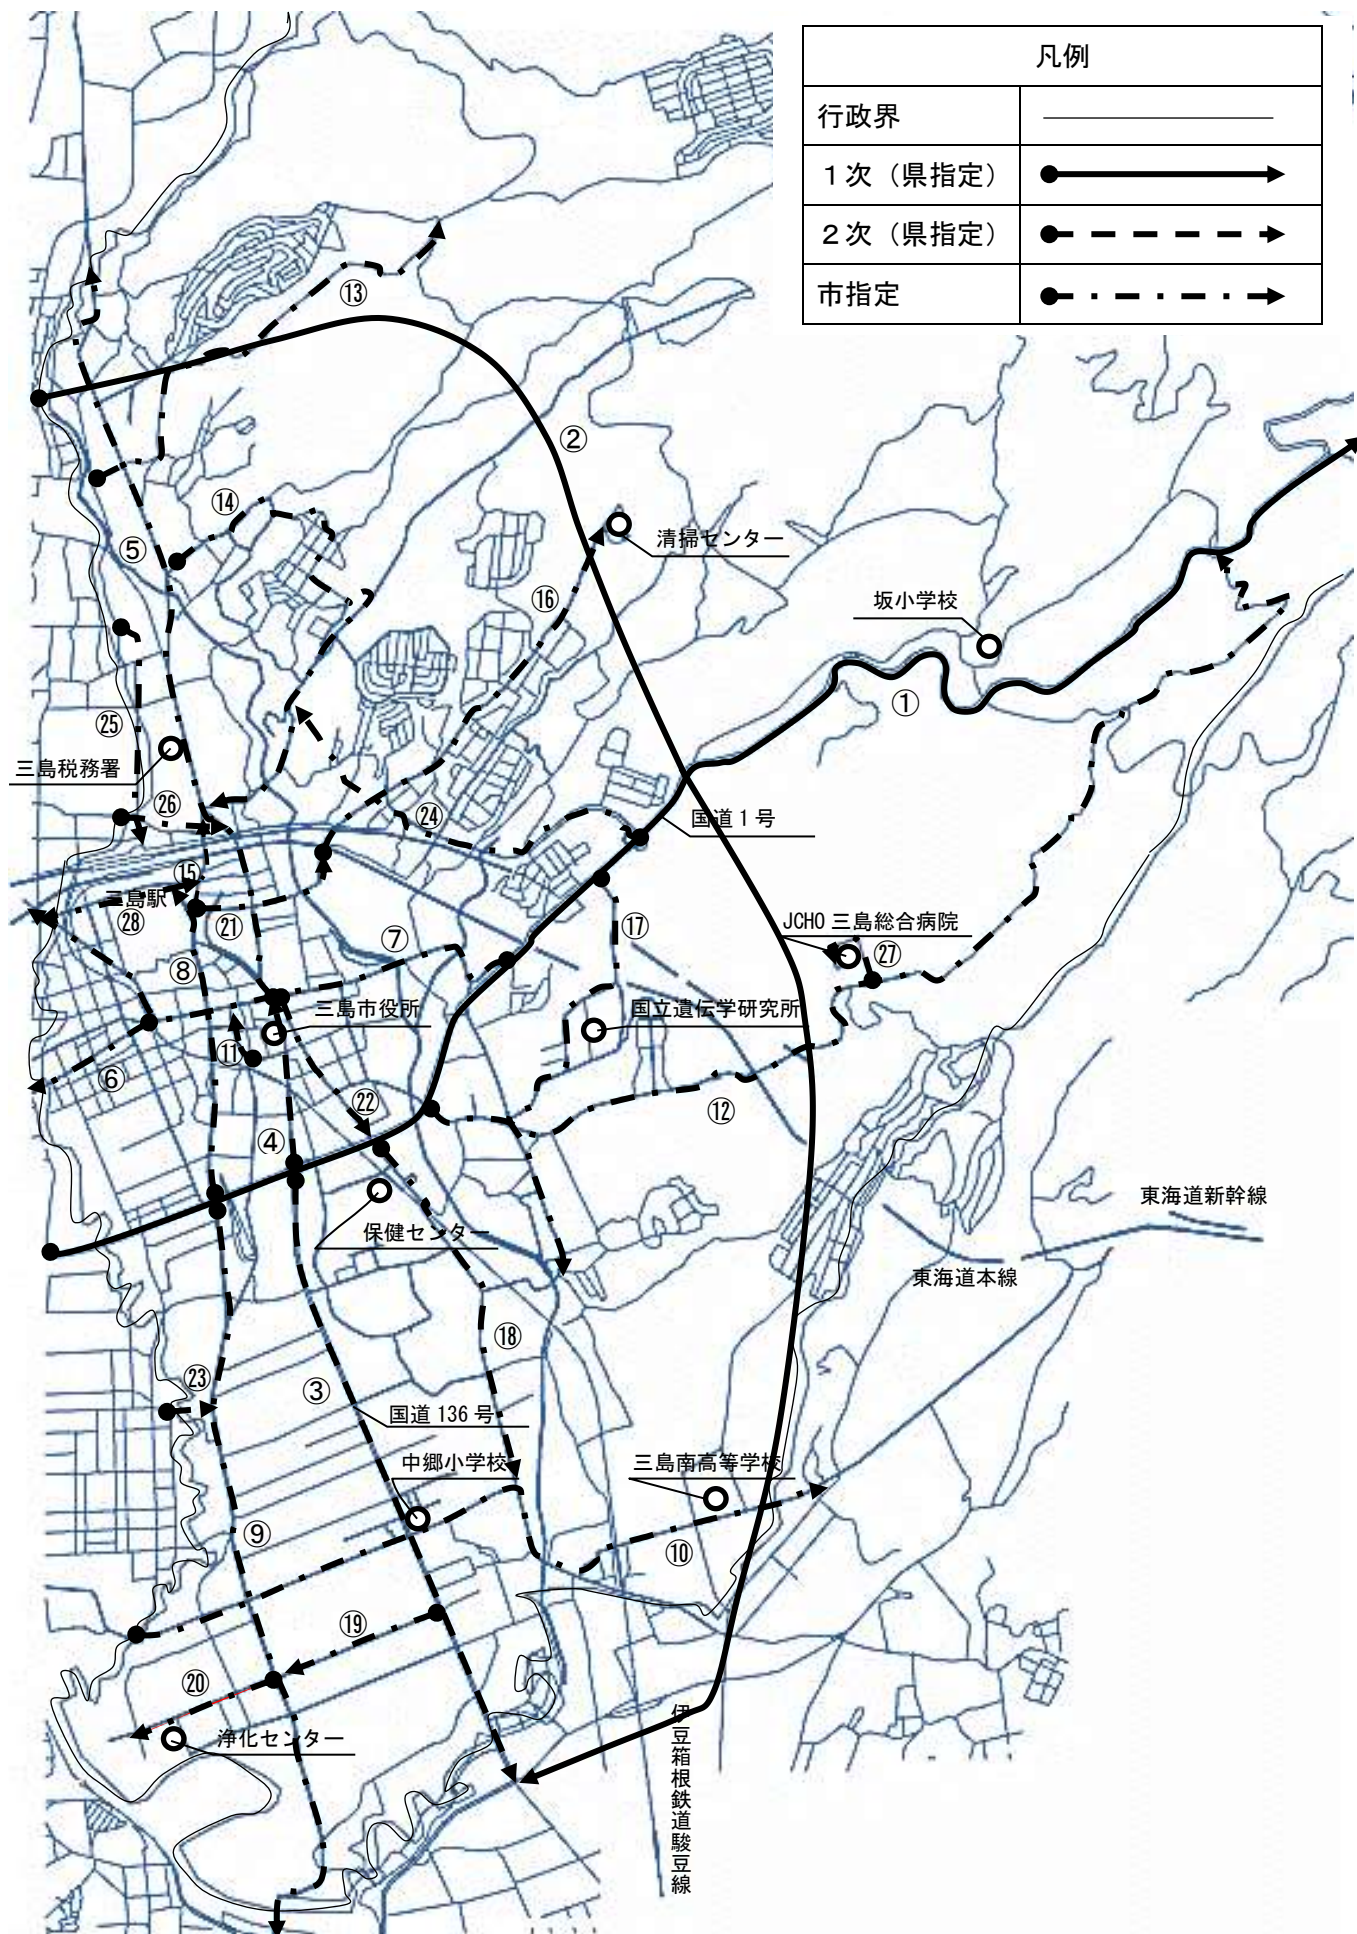 凡例
行政界
１次（県指定）
２次（県指定）
市指定
⑬
②
⑭
⑤
清掃センター
⑯
坂小学校
①
㉕
三島税務署
㉖
㉔
国道１号
⑮
三島駅
㉘
㉑
⑦
⑰
JCHO 三島総合病院
㉗
⑧
三島市役所
国立遺伝学研究所
⑪
⑥
㉒
⑫
④
保健センター
東海道新幹線
東海道本線
⑱
㉓
③
国道 136 号
中郷小学校
三島南高等学校
⑨
⑩
⑲
⑳
浄化センター
伊豆箱根鉄道駿豆線